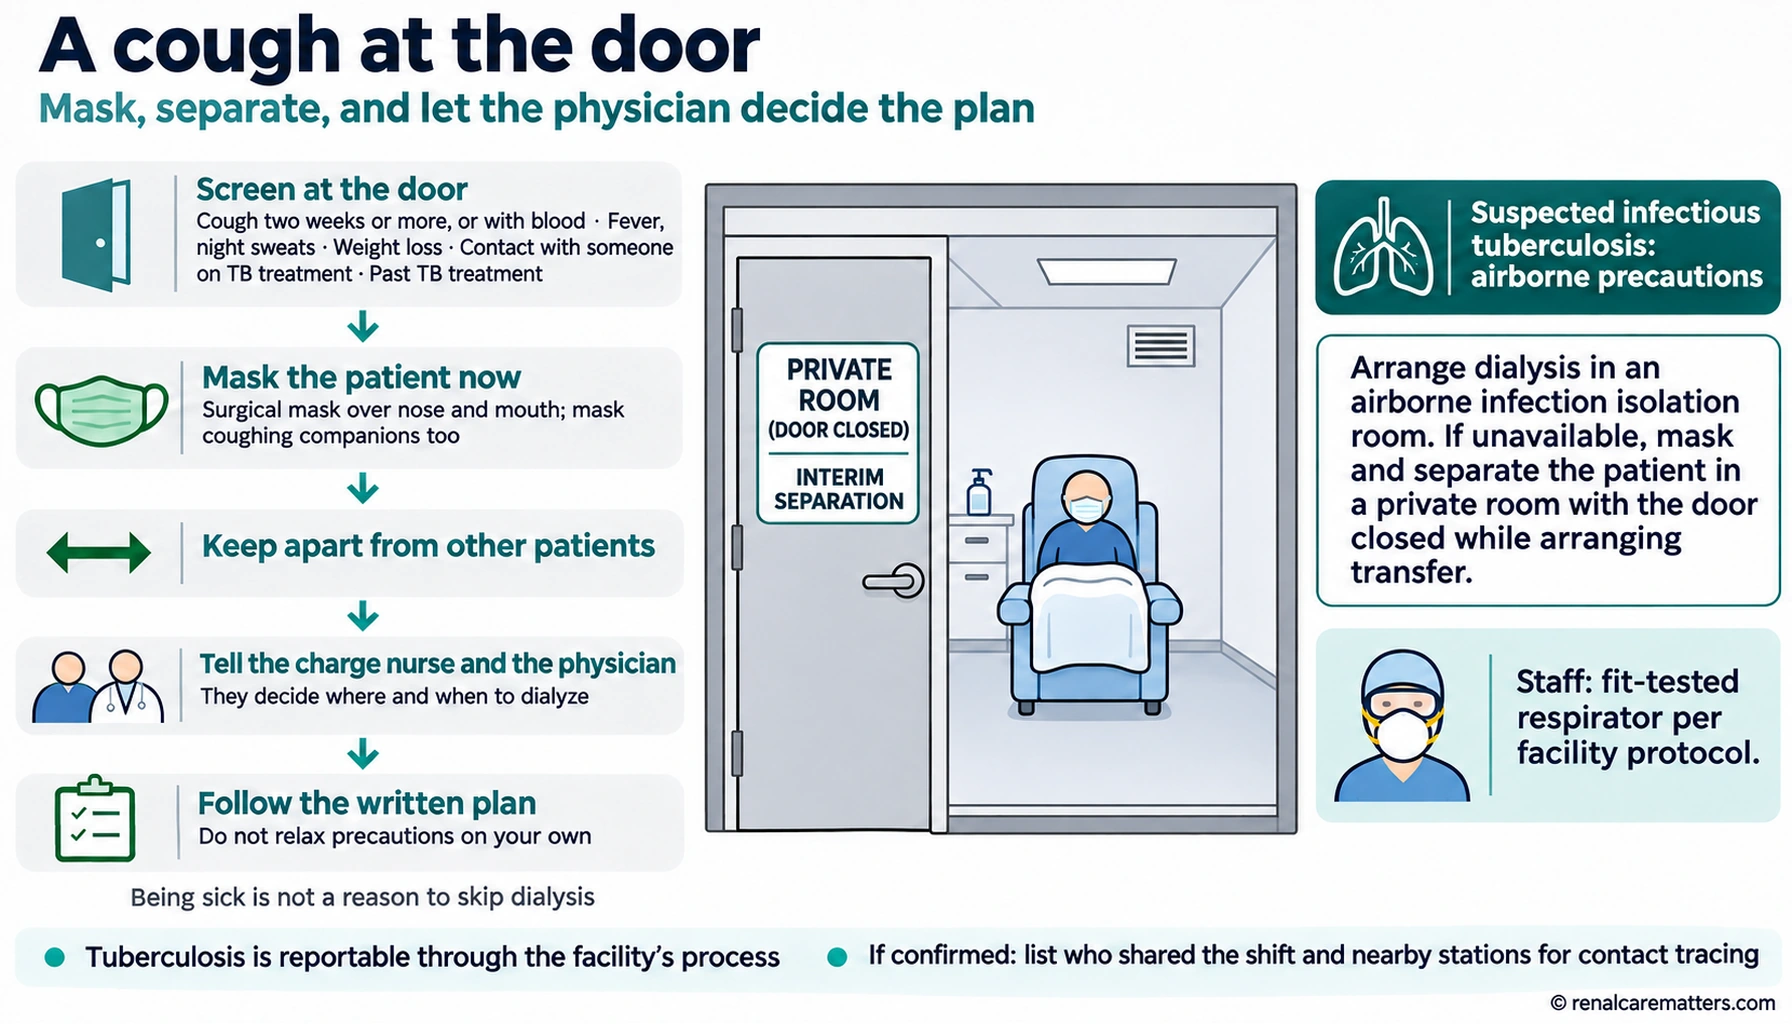 A cough at the door
Mask, separate, and let the physician decide the plan
Screen at the door
Cough two weeks or more, or with blood · Fever,
night sweats · Weight loss · Contact with someone
on TB treatment · Past TB treatment
Mask the patient now
Surgical mask over nose and mouth; mask
coughing companions too
Keep apart from other patients
Tell the charge nurse and the physician
They decide where and when to dialyze
Follow the written plan
Do not relax precautions on your own
Being sick is not a reason to skip dialysis
PRIVATE
ROOM
(DOOR CLOSED)
INTERIM
SEPARATION
Suspected infectious
tuberculosis:
airborne precautions
Arrange dialysis in an
airborne infection isolation
room. If unavailable, mask
and separate the patient in
a private room with the door
closed while arranging
transfer.
Staff: fit-tested
respirator per
facility protocol.
Tuberculosis is reportable through the facility's process
If confirmed: list who shared the shift and nearby stations for contact tracing
© renalcarematters.com